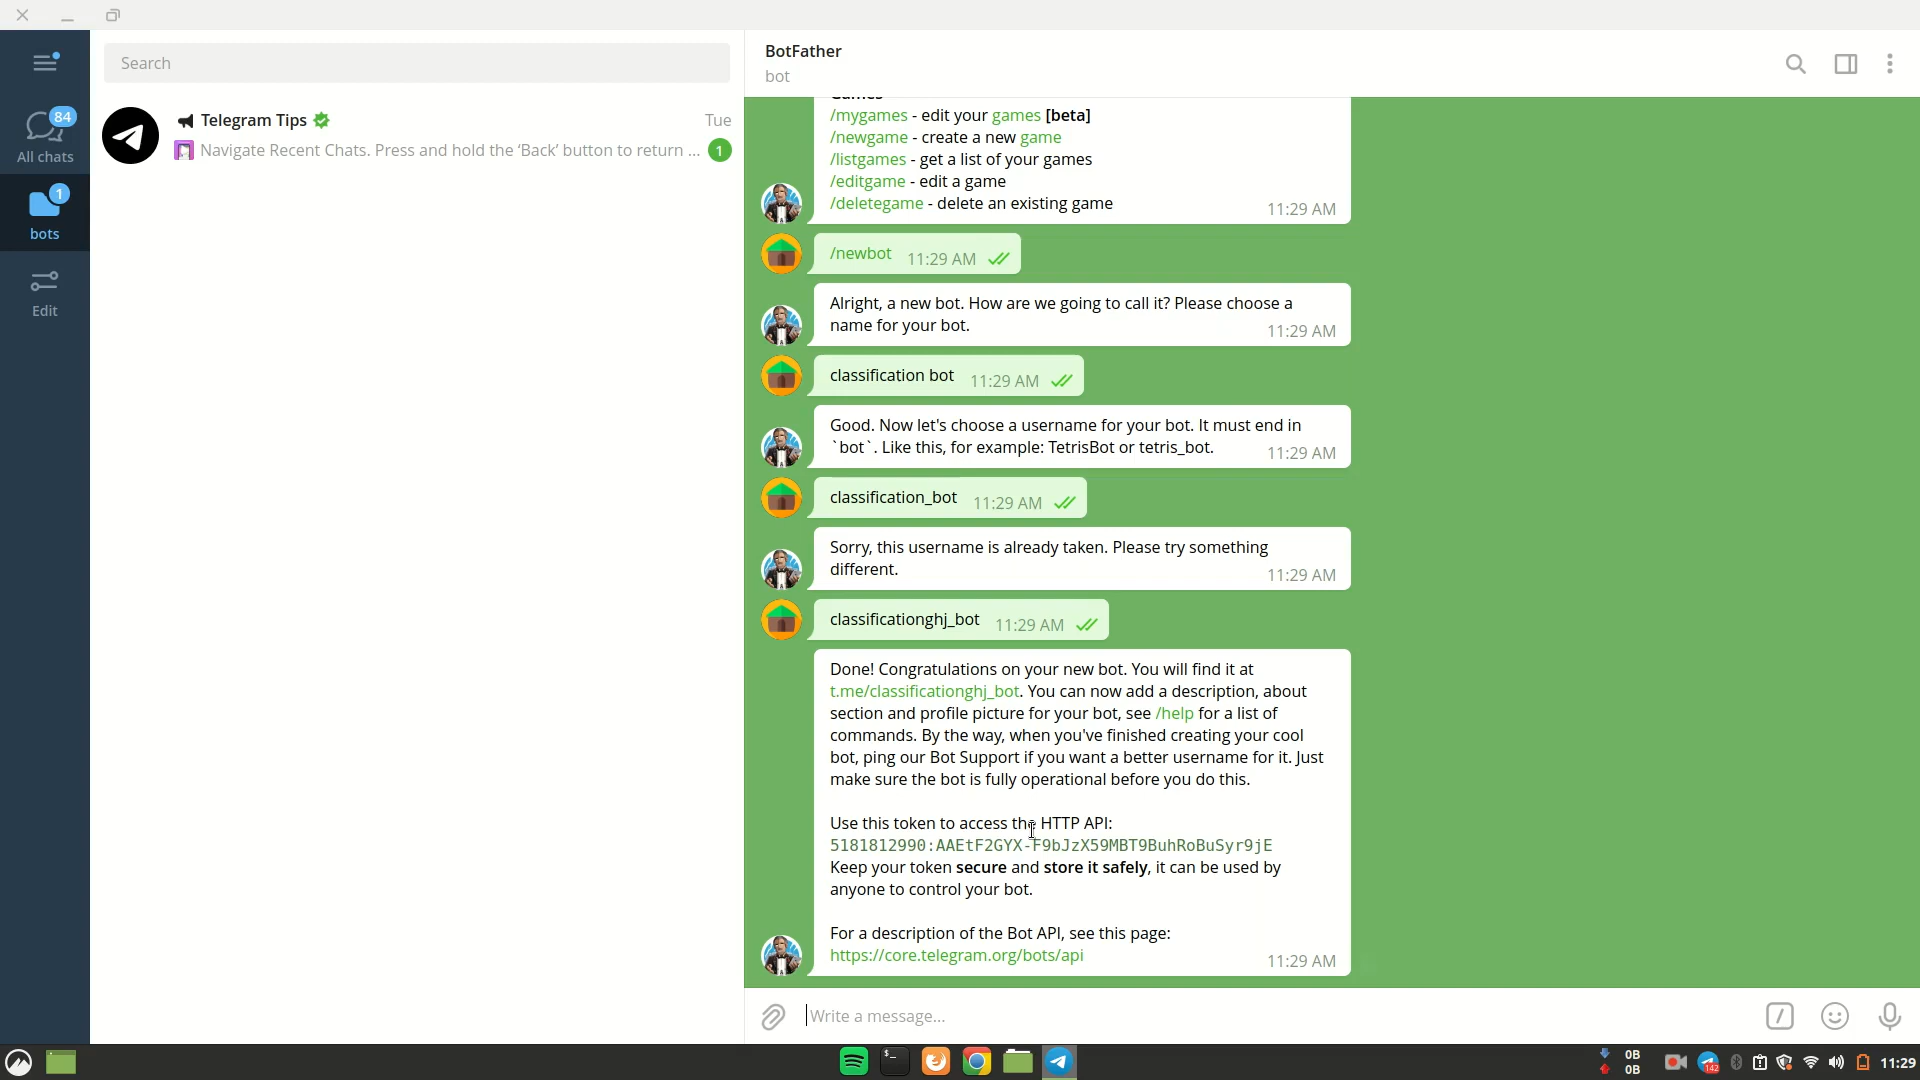 Search
BotFather
bot
84
All chats
1
bots
Edit
Telegram Tips
Tue
Navigate Recent Chats. Press and hold the ‘Back’ button to return ...
1
Games
/mygames - edit your games [beta]
/newgame - create a new game
/listgames - get a list of your games
/editgame - edit a game
/deletegame - delete an existing game
11:29 AM
/newbot 11:29 AM
Alright, a new bot. How are we going to call it? Please choose a
name for your bot.
11:29 AM
classification bot 11:29 AM
Good. Now let's choose a username for your bot. It must end in
`bot`. Like this, for example: TetrisBot or tetris_bot.
11:29 AM
classification_bot 11:29 AM
Sorry, this username is already taken. Please try something
different.
11:29 AM
classificationghj_bot 11:29 AM
Done! Congratulations on your new bot. You will find it at
t.me/classificationghj_bot. You can now add a description, about
section and profile picture for your bot, see /help for a list of
commands. By the way, when you've finished creating your cool
bot, ping our Bot Support if you want a better username for it. Just
make sure the bot is fully operational before you do this.
Use this token to access the HTTP API:
5181812990:AAEtF2GYX-F9bJzX59MBT9BuhRoBuSyr9jE
Keep your token secure and store it safely, it can be used by
anyone to control your bot.
For a description of the Bot API, see this page:
https://core.telegram.org/bots/api
11:29 AM
Write a message...
0B
0B
142
11:29